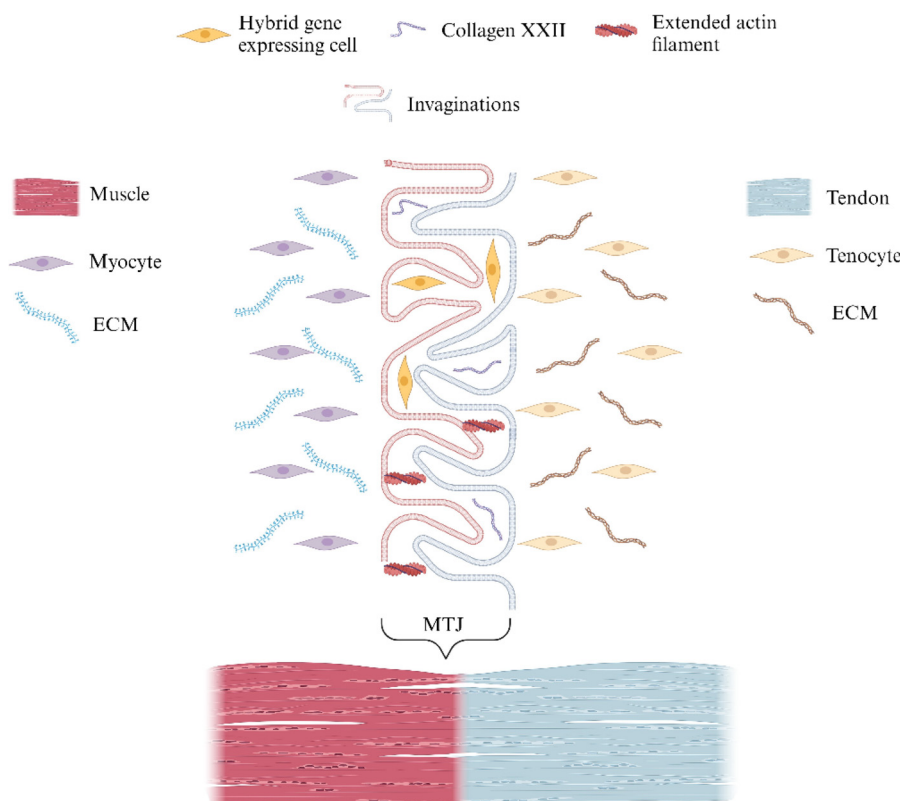 Hybrid gene
expressing cell
Collagen XXII
Extended actin
filament
Invaginations
Muscle
Myocyte
ECM
Tendon
Tenocyte
ECM
MTJ